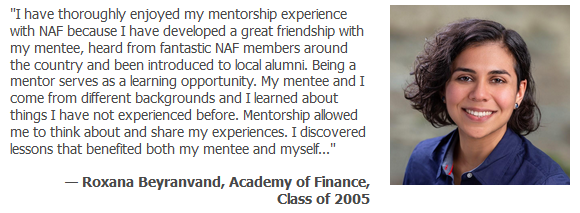 "I have thoroughly enjoyed my mentorship experience
with NAF because I have developed a great friendship with
my mentee, heard from fantastic NAF members around
the country and been introduced to local alumni. Being a
mentor serves as a learning opportunity. My mentee and I
come from different backgrounds and I learned about
things I have not experienced before. Mentorship allowed
me to think about and share my experiences. I discovered
lessons that benefited both my mentee and myself..."
— Roxana Beyranvand, Academy of Finance,
Class of 2005